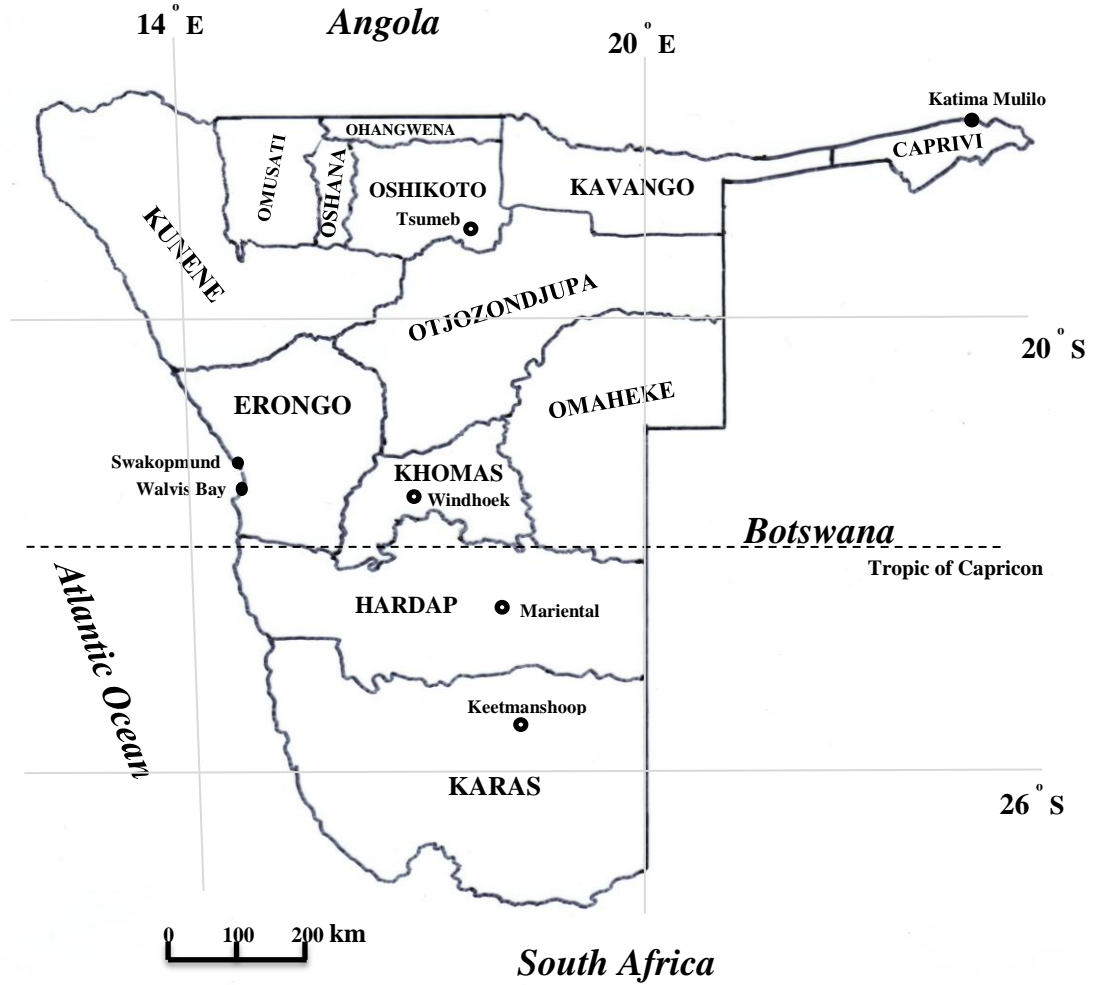 14° E
Angola
20° E
Katima Mulilo
OHANGWENA
CAPRIVI
OMUSATI
OSHANA
OSHIKOTO
KAVANGO
Tsumeb
KUNENE
OTJOZONDJUPA
20° S
ERONGO
OMAHEKE
Swakopmund
KHOMAS
Walvis Bay
Windhoek
Botswana
Tropic of Capricon
Atlantic Ocean
HARDAP
Mariental
Keetmanshoop
KARAS
26° S
0 100 200 km
South Africa